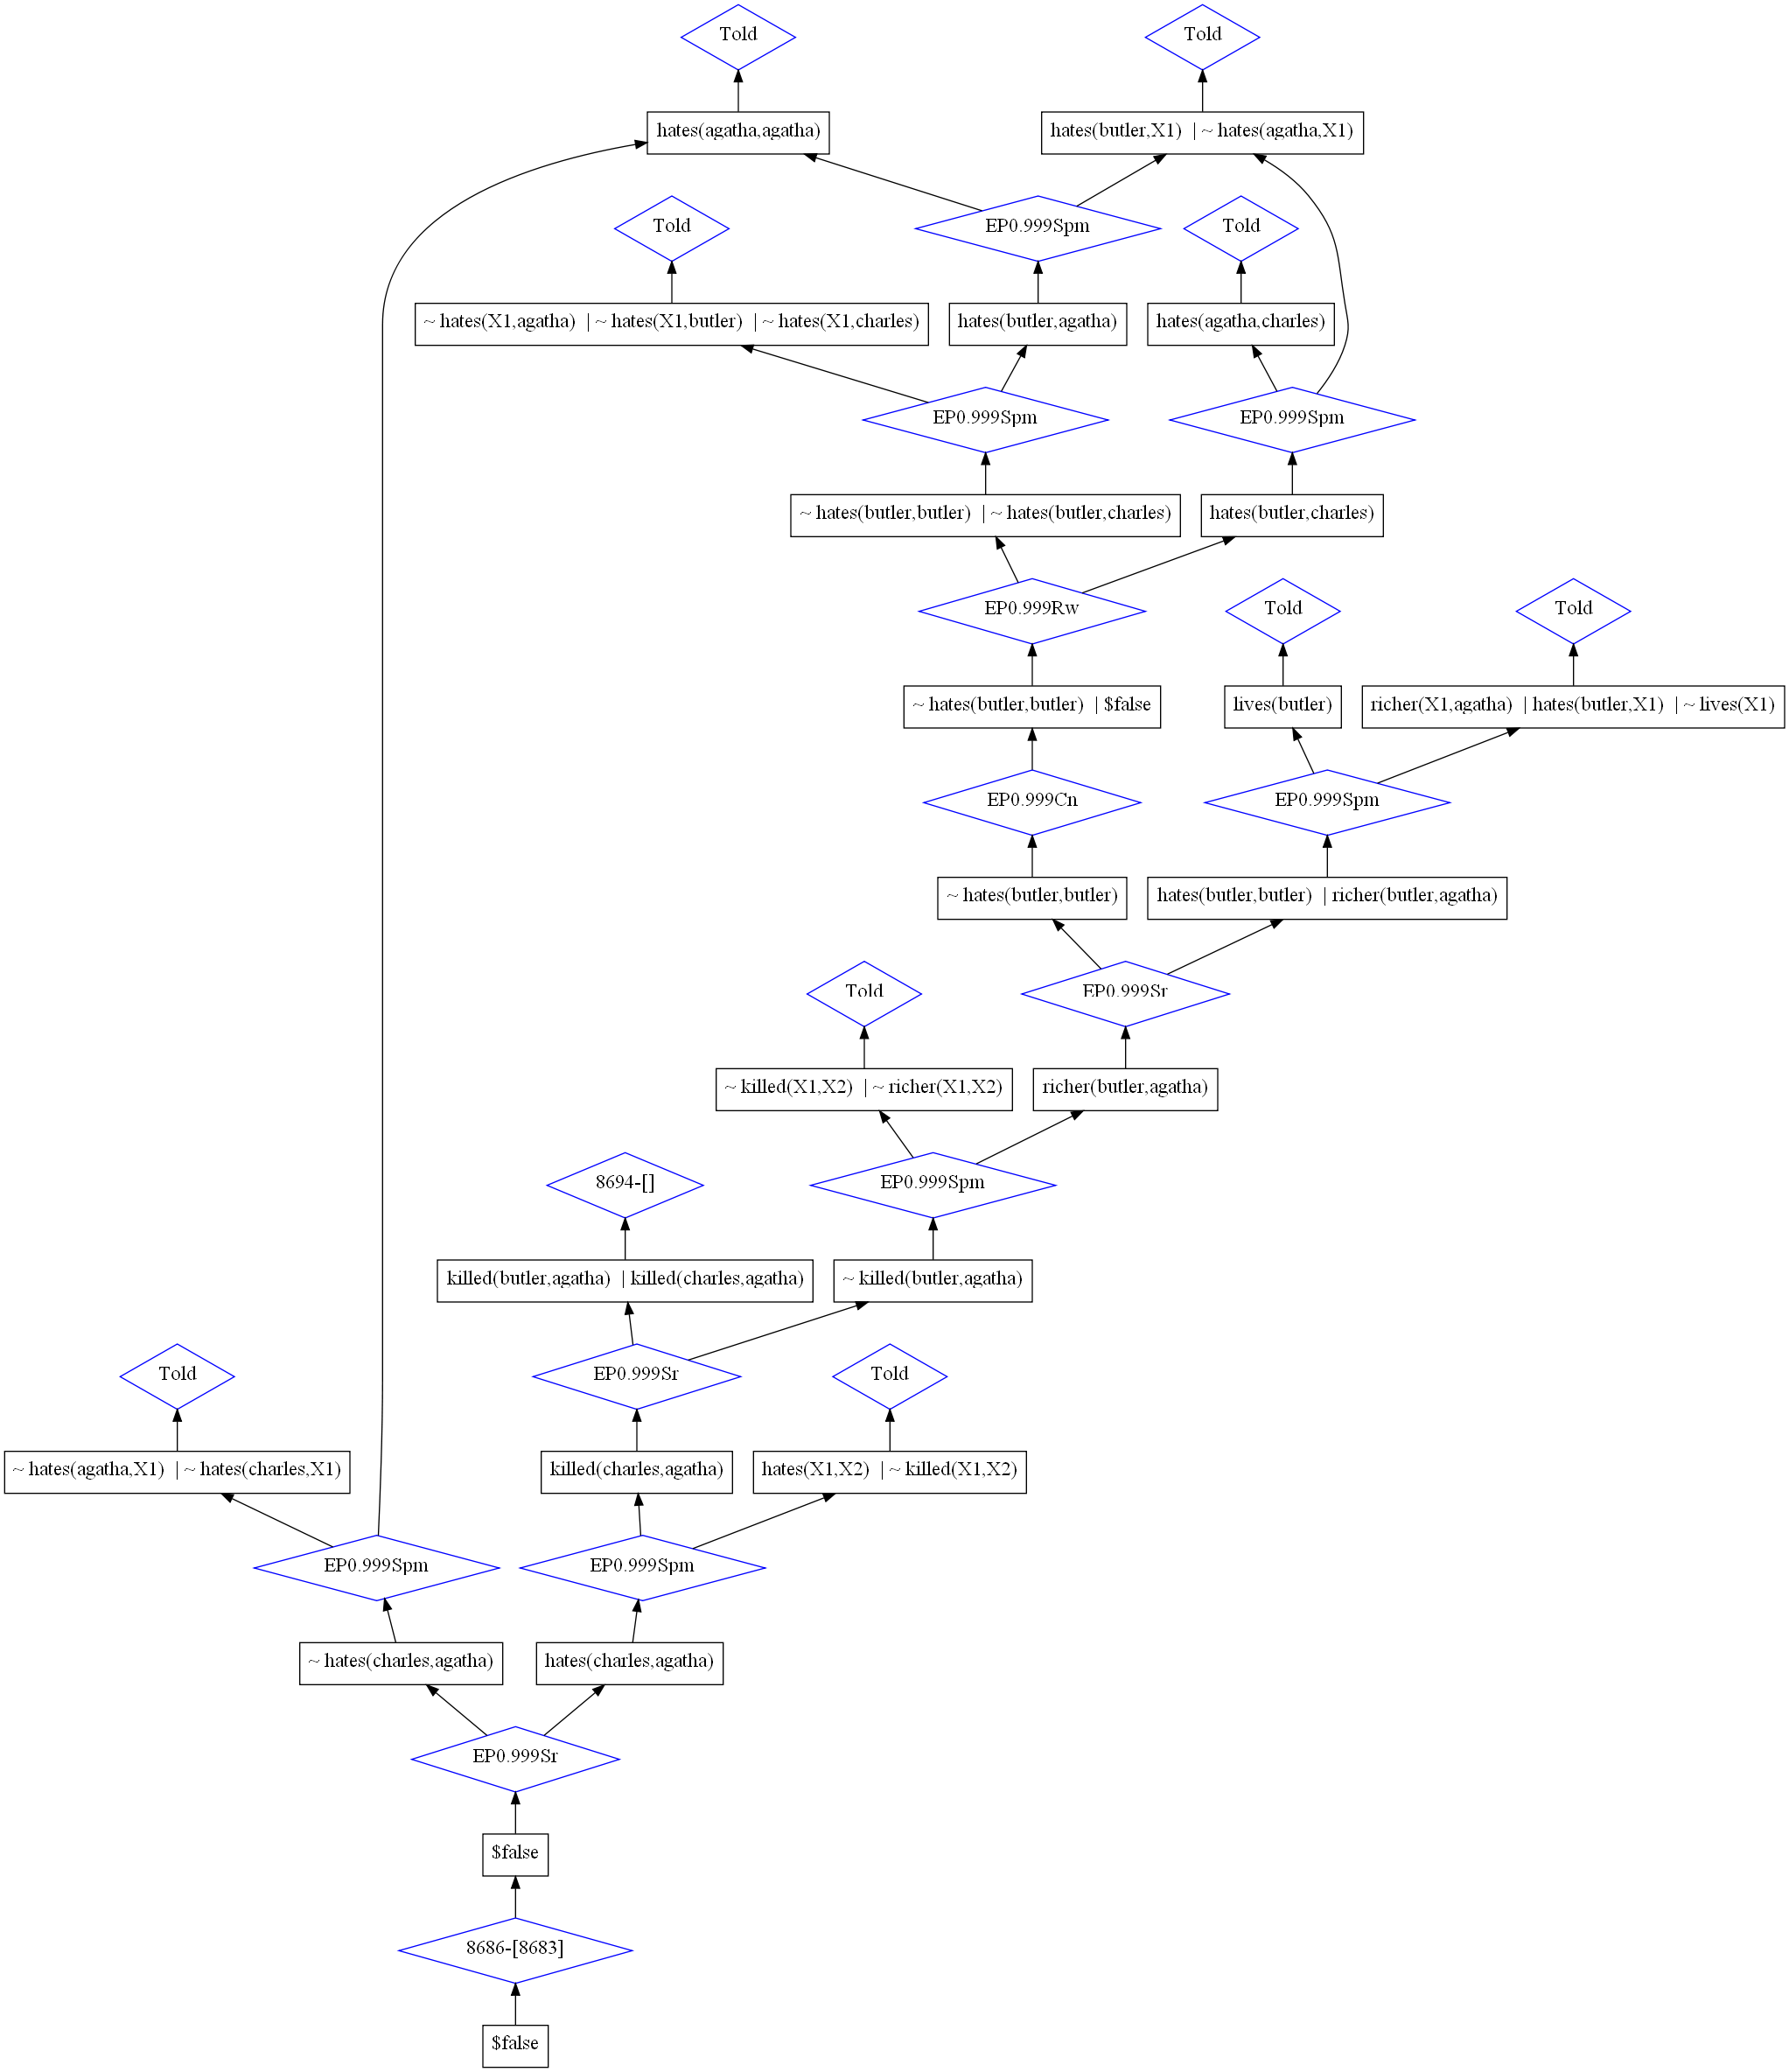 Told
Told
hates(agatha,agatha)
hates(butler,X1) | ~ hates(agatha,X1)
Told
EP0.999Spm
Told
~ hates(X1,agatha) | ~ hates(X1,butler) | ~ hates(X1,charles)
hates(butler,agatha)
hates(agatha,charles)
EP0.999Spm
EP0.999Spm
~ hates(butler,butler) | ~ hates(butler,charles)
hates(butler,charles)
EP0.999Rw
Told
Told
~ hates(butler,butler) | $false
lives(butler)
richer(X1,agatha) | hates(butler,X1) | ~ lives(X1)
EP0.999Cn
EP0.999Spm
~ hates(butler,butler)
hates(butler,butler) | richer(butler,agatha)
Told
EP0.999Sr
~ killed(X1,X2) | ~ richer(X1,X2)
richer(butler,agatha)
8694-[]
EP0.999Spm
killed(butler,agatha) | killed(charles,agatha)
~ killed(butler,agatha)
Told
EP0.999Sr
Told
~ hates(agatha,X1) | ~ hates(charles,X1)
killed(charles,agatha)
hates(X1,X2) | ~ killed(X1,X2)
EP0.999Spm
EP0.999Spm
~ hates(charles,agatha)
hates(charles,agatha)
EP0.999Sr
$false
8686-[8683]
$false